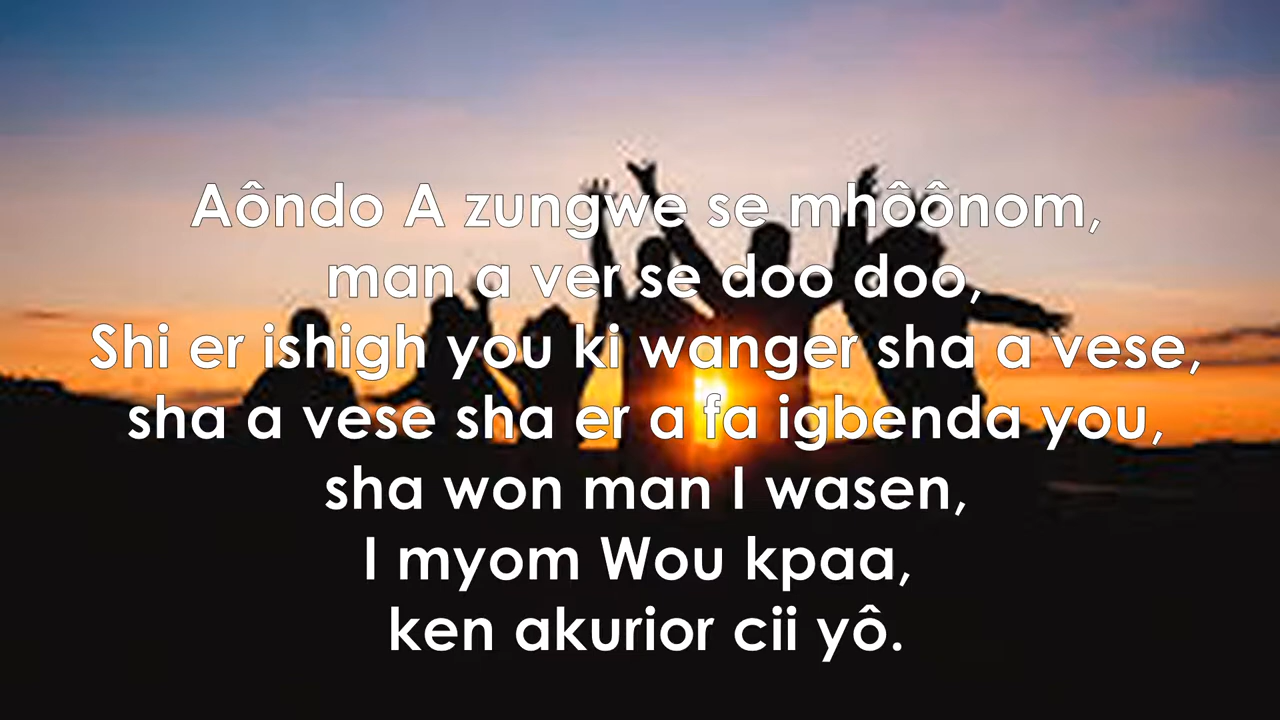 Aôndo A zungwe se mhôônom,
man a ver se doo doo,
Shi er ishigh you ki wanger sha a vese,
sha a vese sha er a fa igbenda you,
sha won man I wasen,
I myom Wou kpaa,
ken akurior cii yô.